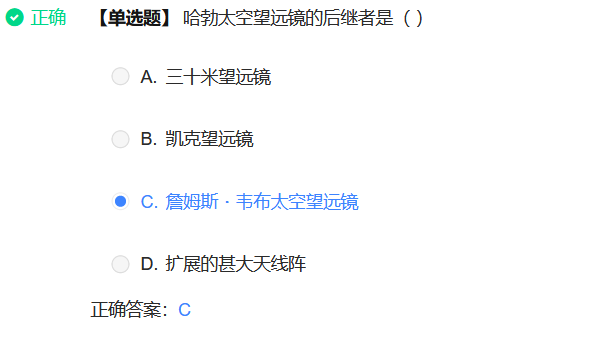 正确 【单选题】 哈勃太空望远镜的后继者是（ ）
A. 三十米望远镜
B. 凯克望远镜
C. 詹姆斯·韦布太空望远镜
D. 扩展的甚大天线阵
正确答案：C